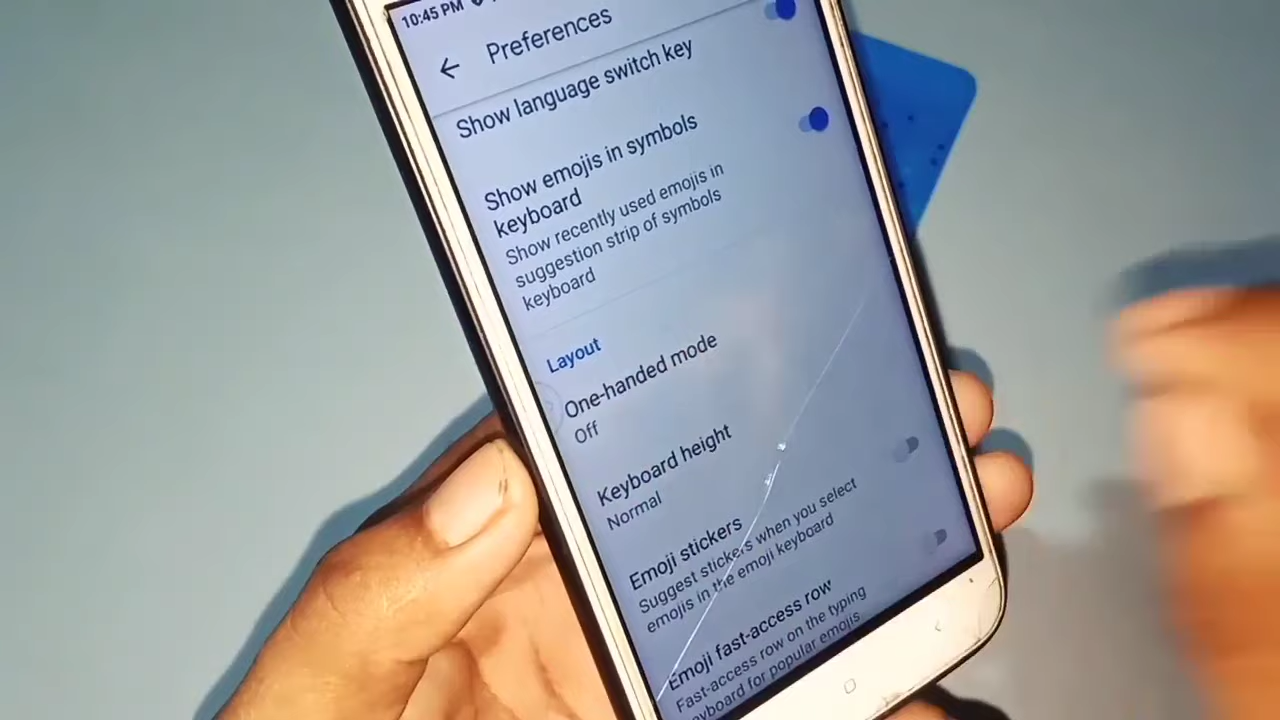 10:45 PM
Preferences
Show language switch key
Show emojis in symbols
keyboard
Show recently used emojis in
suggestion strip of symbols
keyboard
Layout
One-handed mode
Off
Keyboard height
Normal
Emoji stickers
Suggest stickers when you select
emojis in the emoji keyboard
Emoji fast-access row
Fast-access row on the typing
keyboard for popular emojis